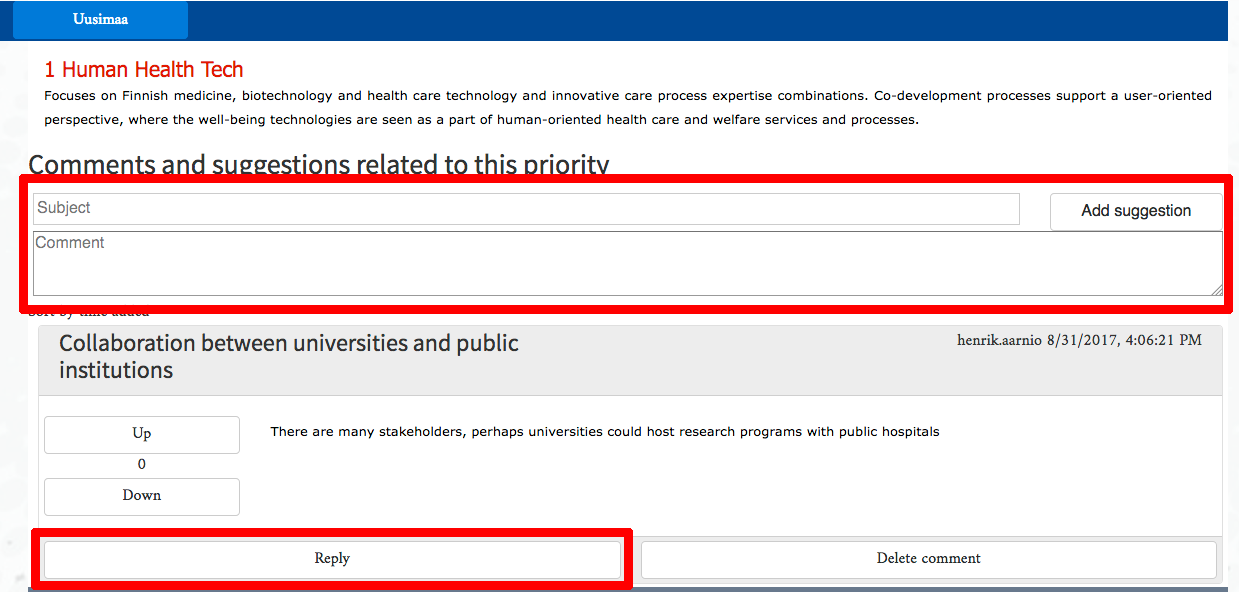 Uusimaa
1 Human Health Tech
Focuses on Finnish medicine, biotechnology and health care technology and innovative care process expertise combinations. Co-development processes support a user-oriented
perspective, where the well-being technologies are seen as a part of human-oriented health care and welfare services and processes.
Comments and suggestions related to this priority
Subject
Add suggestion
Comment
Sort by time added
Collaboration between universities and public
institutions
henrik.aarnio 8/31/2017, 4:06:21 PM
Up
There are many stakeholders, perhaps universities could host research programs with public hospitals
0
Down
Reply
Delete comment